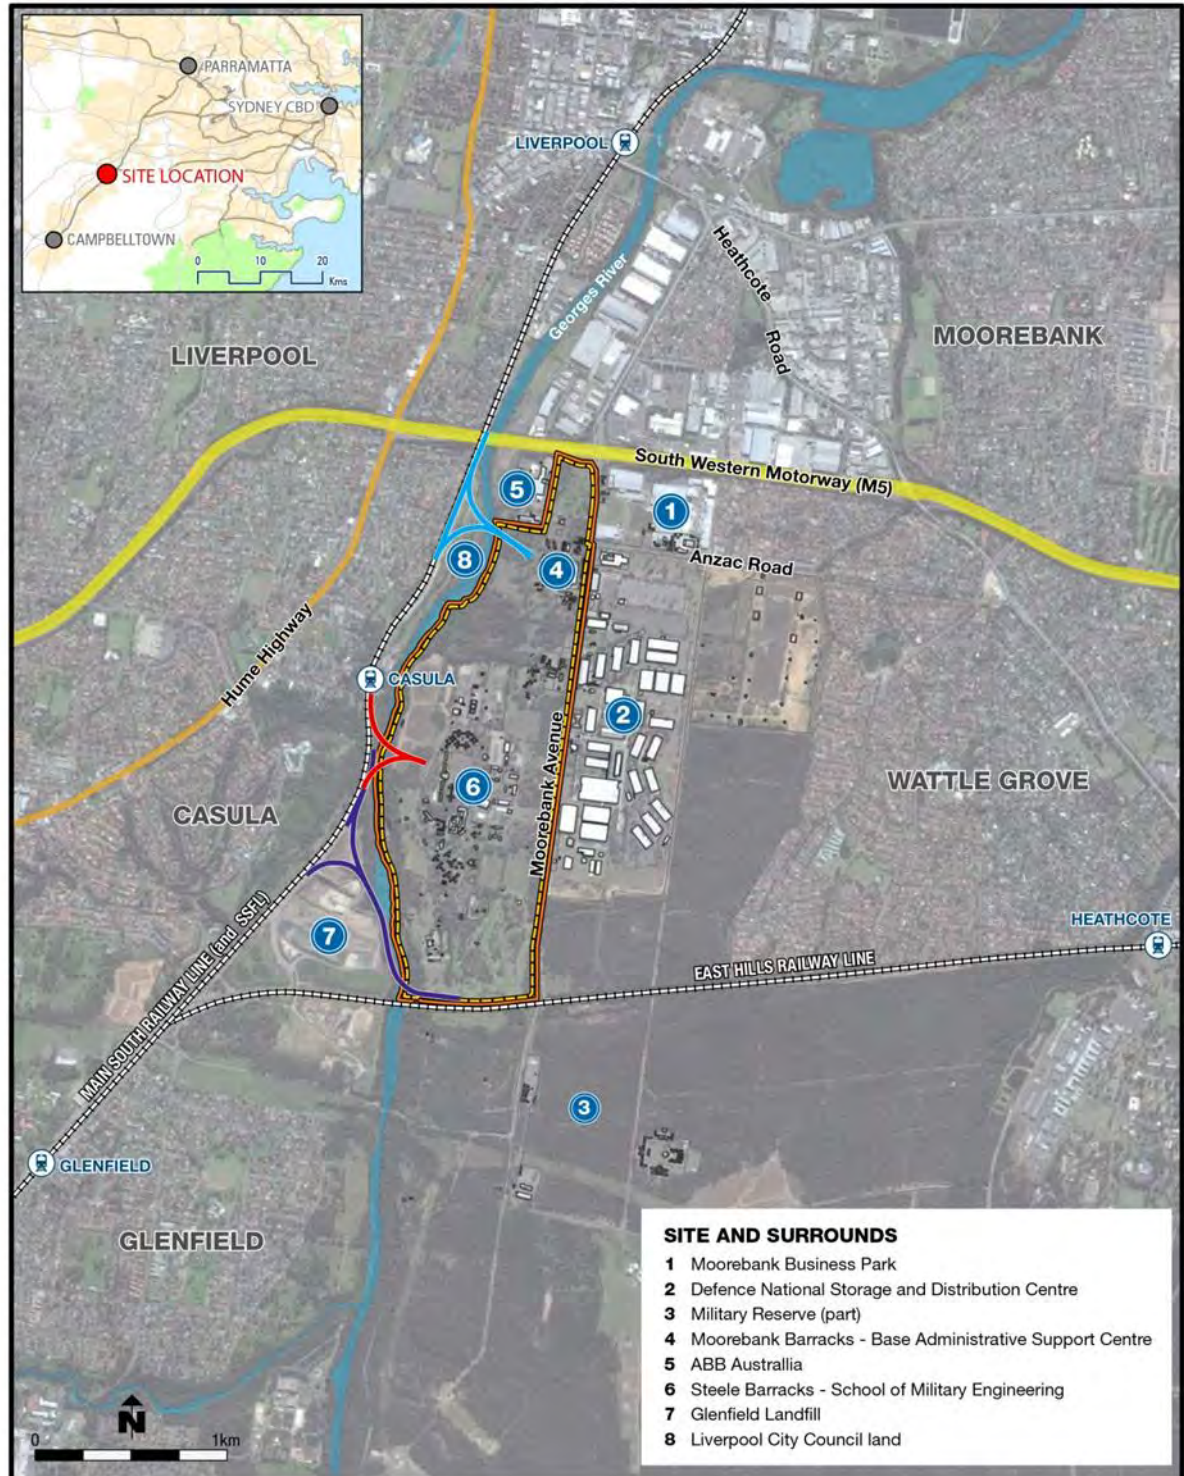 PARRAMATTA
SYDNEY CBD
SITE LOCATION
CAMPBELLTOWN
0 10 20
Kms
LIVERPOOL
Georges River
Heathcote Road
MOOREBANK
LIVERPOOL
South Western Motorway (M5)
5
1
Anzac Road
8
4
Hume Highway
CASULA
2
Moorebank Avenue
6
WATTLE GROVE
CASULA
HEATHCOTE
7
EAST HILLS RAILWAY LINE
MAIN SOUTH RAILWAY LINE (and SSFL)
3
GLENFIELD
GLENFIELD
SITE AND SURROUNDS
1 Moorebank Business Park
2 Defence National Storage and Distribution Centre
3 Military Reserve (part)
4 Moorebank Barracks - Base Administrative Support Centre
5 ABB Australlia
6 Steele Barracks - School of Military Engineering
7 Glenfield Landfill
8 Liverpool City Council land
N
0 1km